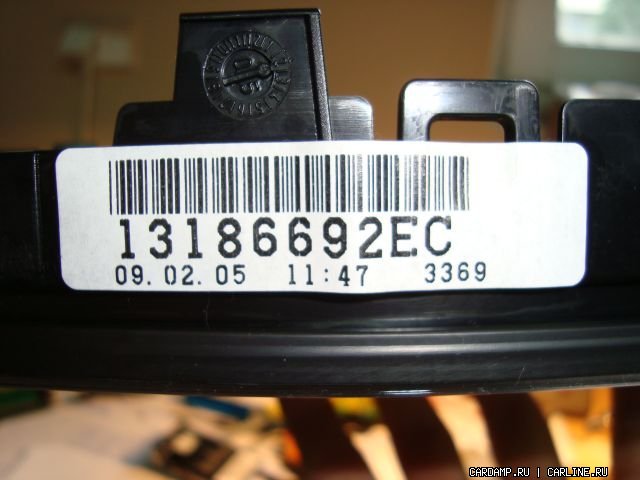 13186692EC
09.02.05 11:47 3369
CARDAMP.RU | CARLINE.RU